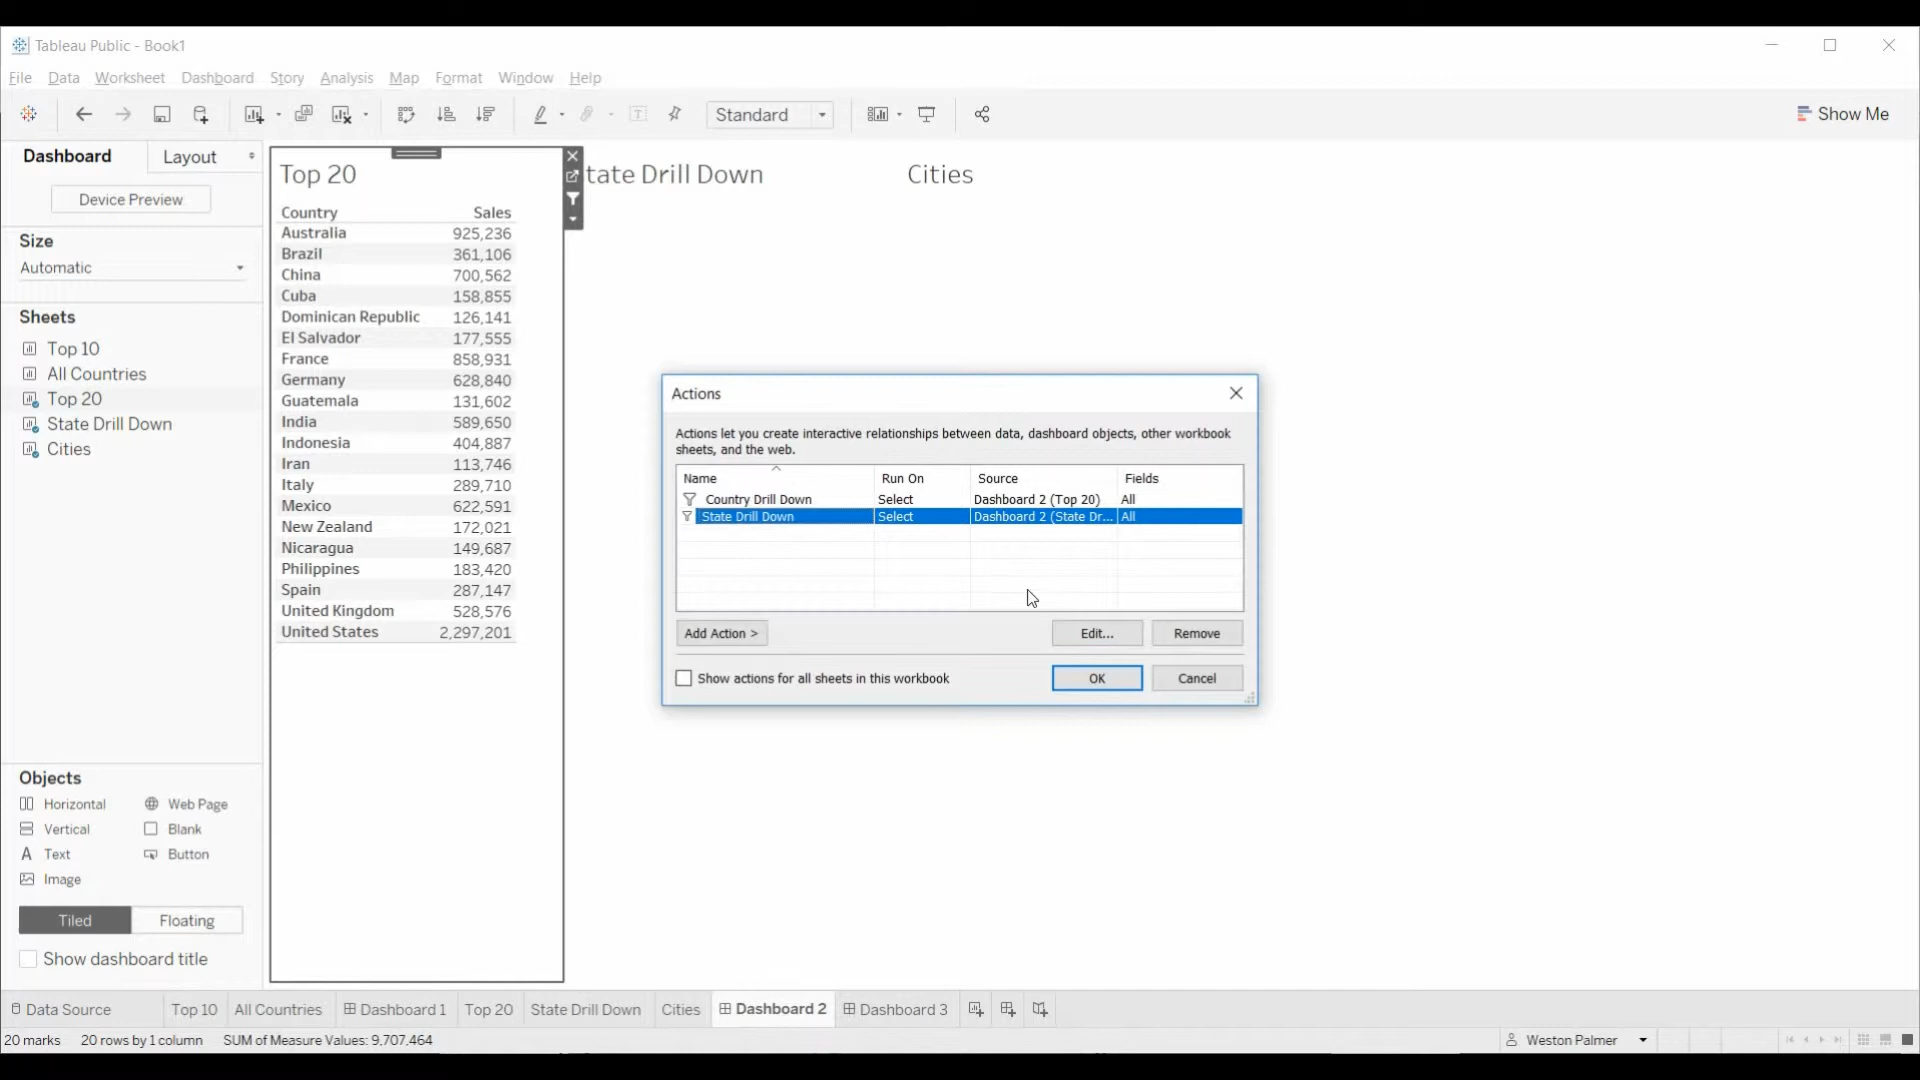 Tableau Public - Book1
File Data Worksheet Dashboard Story Analysis Map Format Window Help
Standard
Show Me
Dashboard Layout
Device Preview
Size
Automatic
Sheets
Top 10
All Countries
Top 20
State Drill Down
Cities
Objects
Horizontal Web Page
Vertical Blank
Text Button
Image
Tiled Floating
Show dashboard title
Top 20
Country Sales
Australia 925,236
Brazil 361,106
China 700,562
Cuba 158,855
Dominican Republic 126,141
El Salvador 177,555
France 858,931
Germany 628,840
Guatemala 131,602
India 589,650
Indonesia 404,887
Iran 113,746
Italy 289,710
Mexico 622,591
New Zealand 172,021
Nicaragua 149,687
Philippines 183,420
Spain 287,147
United Kingdom 528,576
United States 2,297,201
tate Drill Down
Cities
Actions
Actions let you create interactive relationships between data, dashboard objects, other workbook
sheets, and the web.
Name Run On Source Fields
Country Drill Down Select Dashboard 2 (Top 20) All
State Drill Down Select Dashboard 2 (State Dr... All
Add Action > Edit... Remove
Show actions for all sheets in this workbook OK Cancel
Data Source Top 10 All Countries Dashboard 1 Top 20 State Drill Down Cities Dashboard 2 Dashboard 3
20 marks 20 rows by 1 column SUM of Measure Values: 9,707,464 Weston Palmer